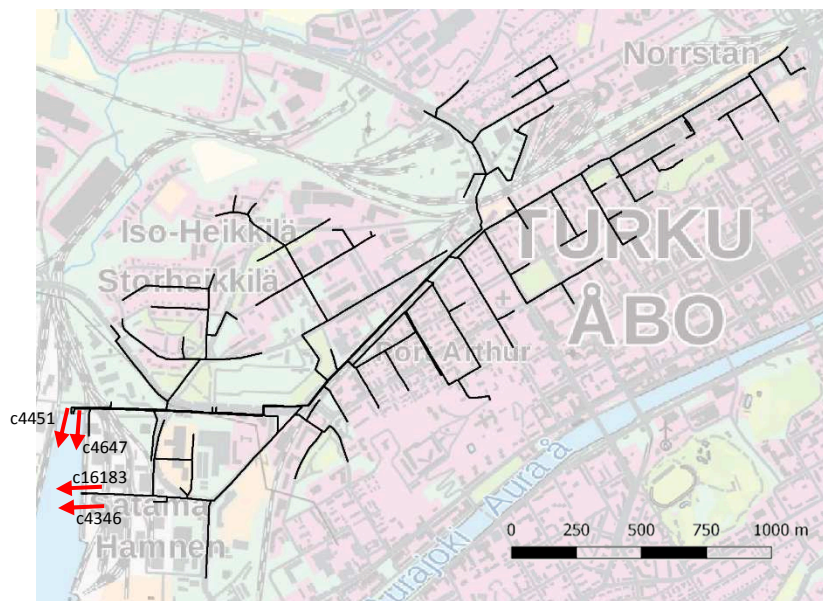 Norrstan
Iso-Heikkilä
Storheikkilä
TURKU
ÅBO
Port Arthur
c4451
c4647
c16183
Satama
c4346
Hamnen
Aurajoki Aura å
0 250 500 750 1000 m